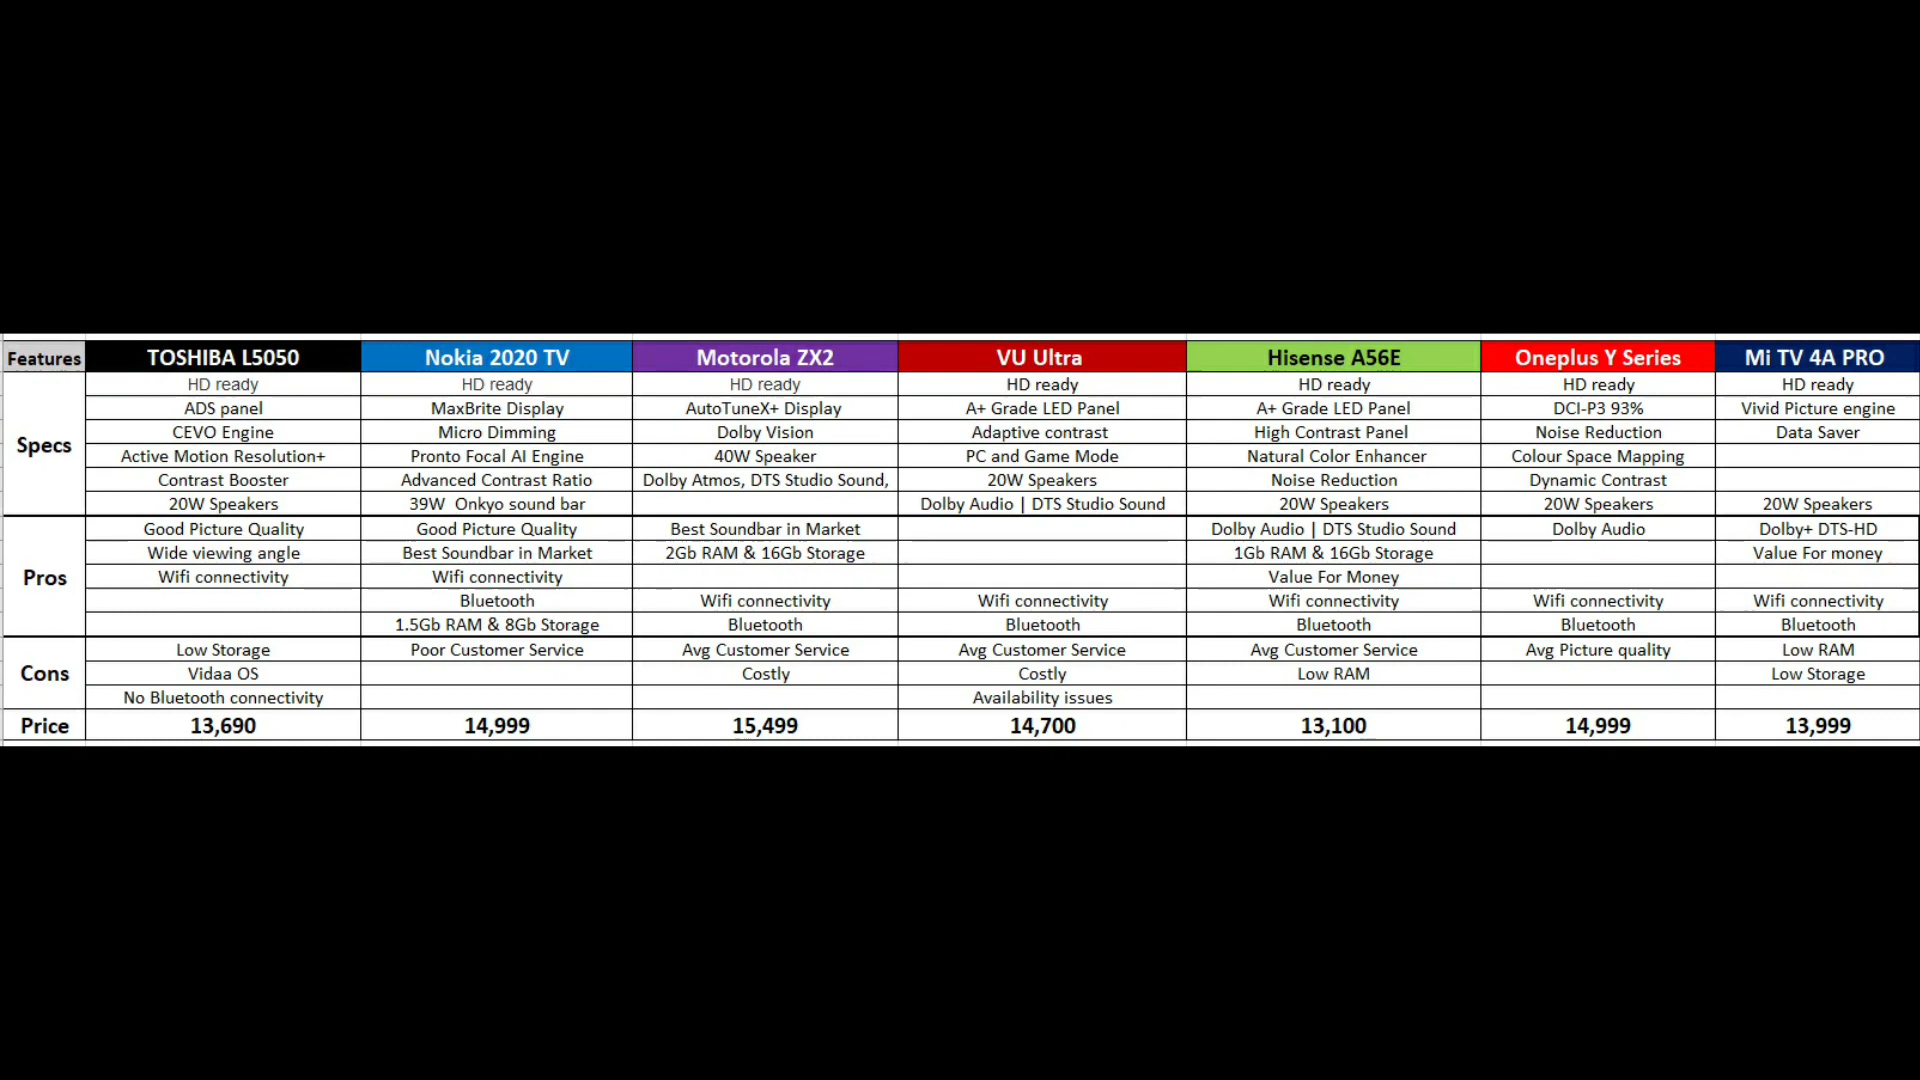 Features TOSHIBA L5050 Nokia 2020 TV Motorola ZX2 VU Ultra Hisense A56E Oneplus Y Series Mi TV 4A PRO
HD ready HD ready HD ready HD ready HD ready HD ready HD ready
ADS panel MaxBrite Display AutoTuneX+ Display A+ Grade LED Panel A+ Grade LED Panel DCI-P3 93% Vivid Picture engine
Specs CEVO Engine Micro Dimming Dolby Vision Adaptive contrast High Contrast Panel Noise Reduction Data Saver
Active Motion Resolution+ Pronto Focal AI Engine 40W Speaker PC and Game Mode Natural Color Enhancer Colour Space Mapping
Contrast Booster Advanced Contrast Ratio Dolby Atmos, DTS Studio Sound, 20W Speakers Noise Reduction Dynamic Contrast
20W Speakers 39W Onkyo sound bar Dolby Audio | DTS Studio Sound 20W Speakers 20W Speakers 20W Speakers
Good Picture Quality Good Picture Quality Best Soundbar in Market Dolby Audio | DTS Studio Sound Dolby Audio Dolby+ DTS-HD
Wide viewing angle Best Soundbar in Market 2Gb RAM & 16Gb Storage 1Gb RAM & 16Gb Storage Value For money
Pros Wifi connectivity Wifi connectivity Value For Money
Bluetooth Wifi connectivity Wifi connectivity Wifi connectivity Wifi connectivity Wifi connectivity
1.5Gb RAM & 8Gb Storage Bluetooth Bluetooth Bluetooth Bluetooth Bluetooth
Low Storage Poor Customer Service Avg Customer Service Avg Customer Service Avg Customer Service Avg Picture quality Low RAM
Cons Vidaa OS Costly Costly Low RAM Low Storage
No Bluetooth connectivity Availability issues
Price 13,690 14,999 15,499 14,700 13,100 14,999 13,999